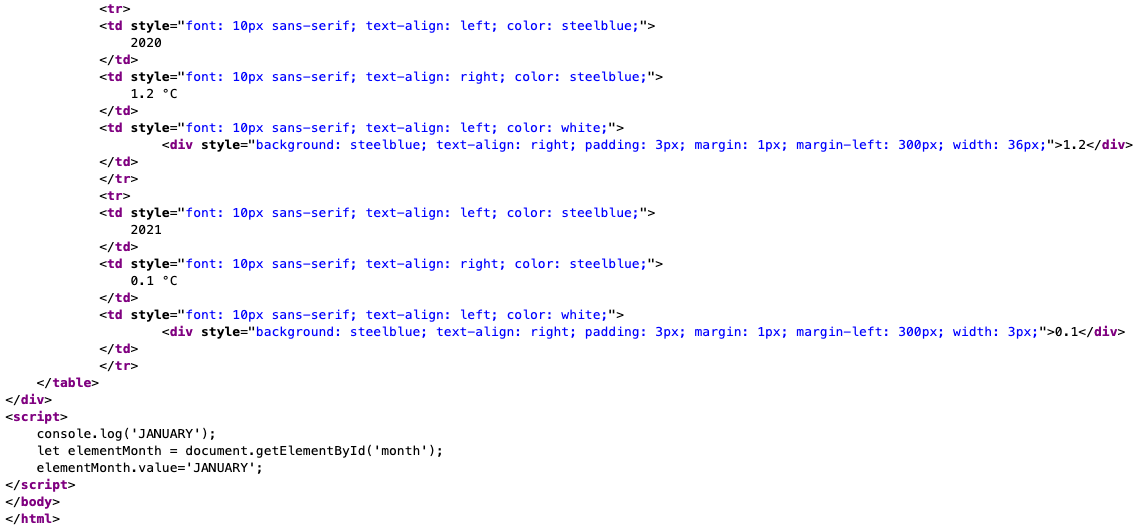 <tr>
<td style="font: 10px sans-serif; text-align: left; color: steelblue;">
2020
</td>
<td style="font: 10px sans-serif; text-align: right; color: steelblue;">
1.2 °C
</td>
<td style="font: 10px sans-serif; text-align: left; color: white;">
<div style="background: steelblue; text-align: right; padding: 3px; margin: 1px; margin-left: 300px; width: 36px;">1.2</div>
</td>
</tr>
<tr>
<td style="font: 10px sans-serif; text-align: left; color: steelblue;">
2021
</td>
<td style="font: 10px sans-serif; text-align: right; color: steelblue;">
0.1 °C
</td>
<td style="font: 10px sans-serif; text-align: left; color: white;">
<div style="background: steelblue; text-align: right; padding: 3px; margin: 1px; margin-left: 300px; width: 3px;">0.1</div>
</td>
</tr>
</table>
</div>
<script>
console.log('JANUARY');
let elementMonth = document.getElementById('month');
elementMonth.value='JANUARY';
</script>
</body>
</html>